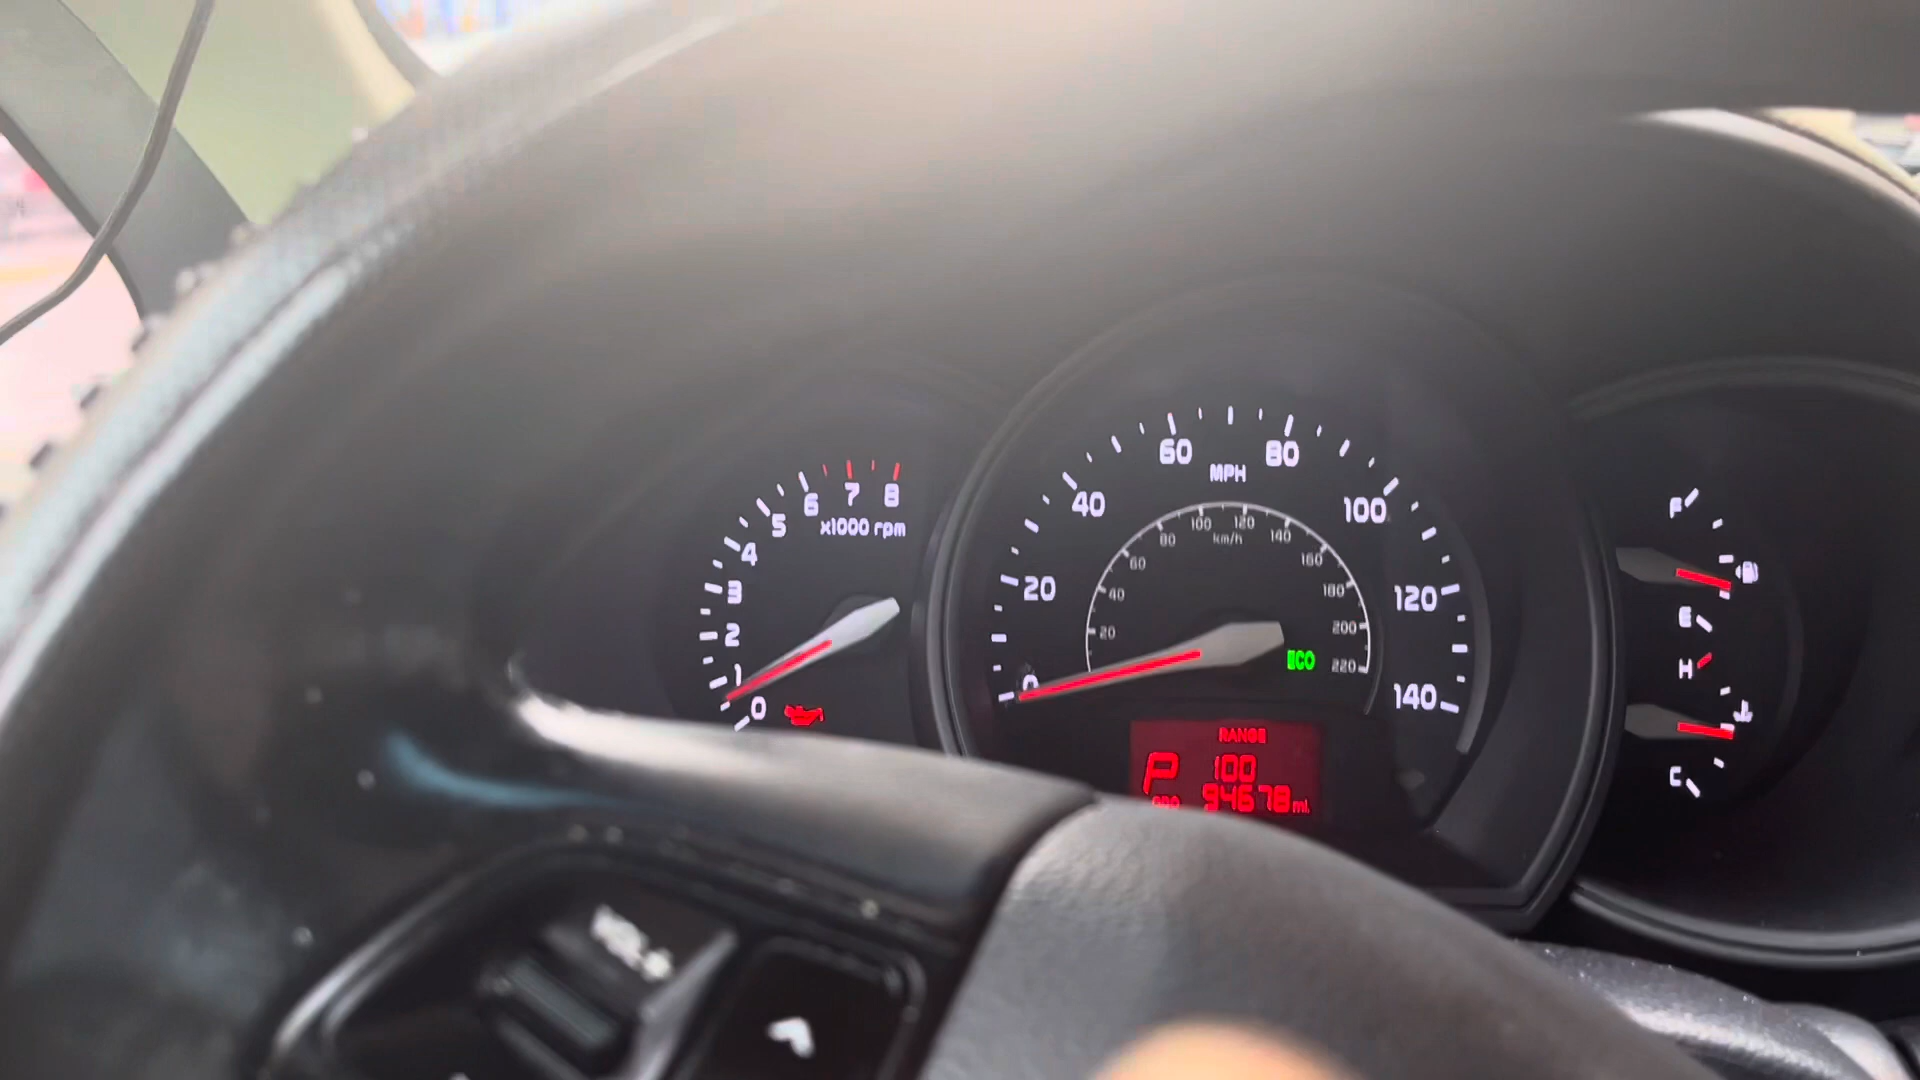 0 1 2 3 4 5 6 7 8
x1000 rpm
0 20 40 60 80 100 120 140
MPH
20 40 60 80 100 120 140 160 180 200 220
km/h
ECO
RANGE
P 100
94678 mi.
F
E
H
C